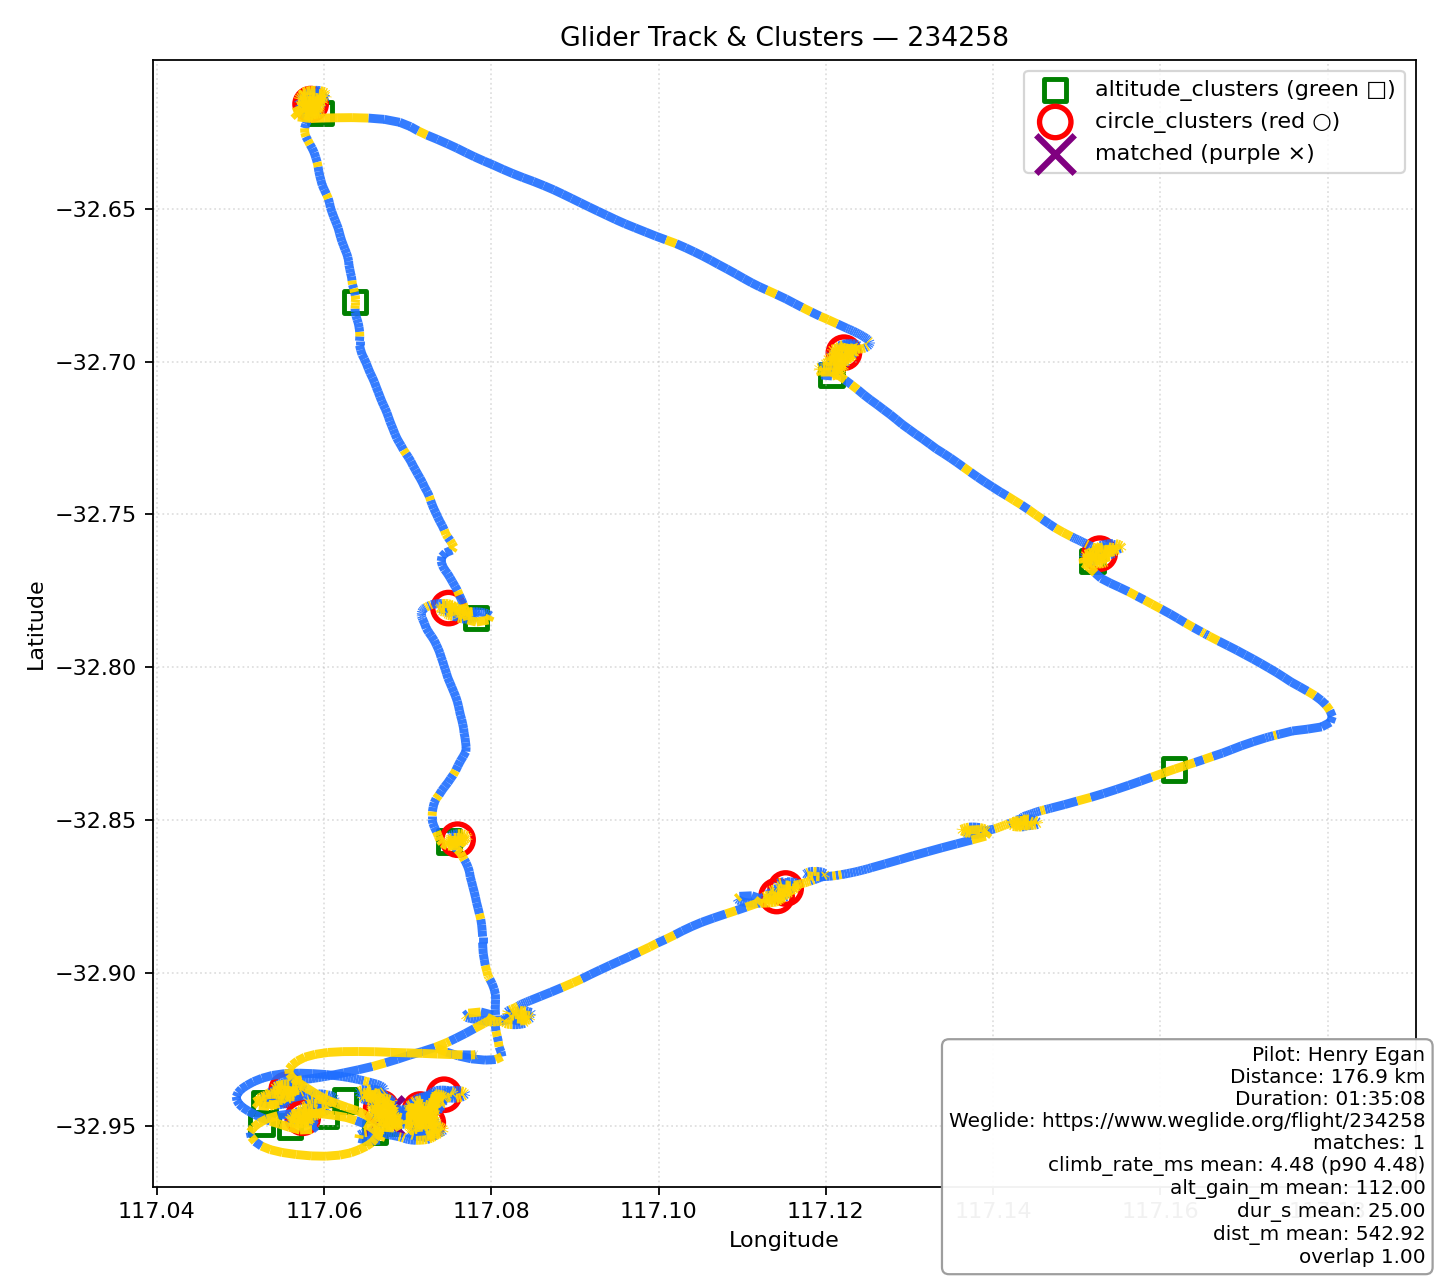 Glider Track & Clusters — 234258
altitude_clusters (green □)
circle_clusters (red ○)
matched (purple ×)
Latitude
−32.65
−32.70
−32.75
−32.80
−32.85
−32.90
−32.95
117.04
117.06
117.08
117.10
117.12
117.14
117.16
Longitude
Pilot: Henry Egan
Distance: 176.9 km
Duration: 01:35:08
Weglide: https://www.weglide.org/flight/234258
matches: 1
climb_rate_ms mean: 4.48 (p90 4.48)
alt_gain_m mean: 112.00
dur_s mean: 25.00
dist_m mean: 542.92
overlap 1.00